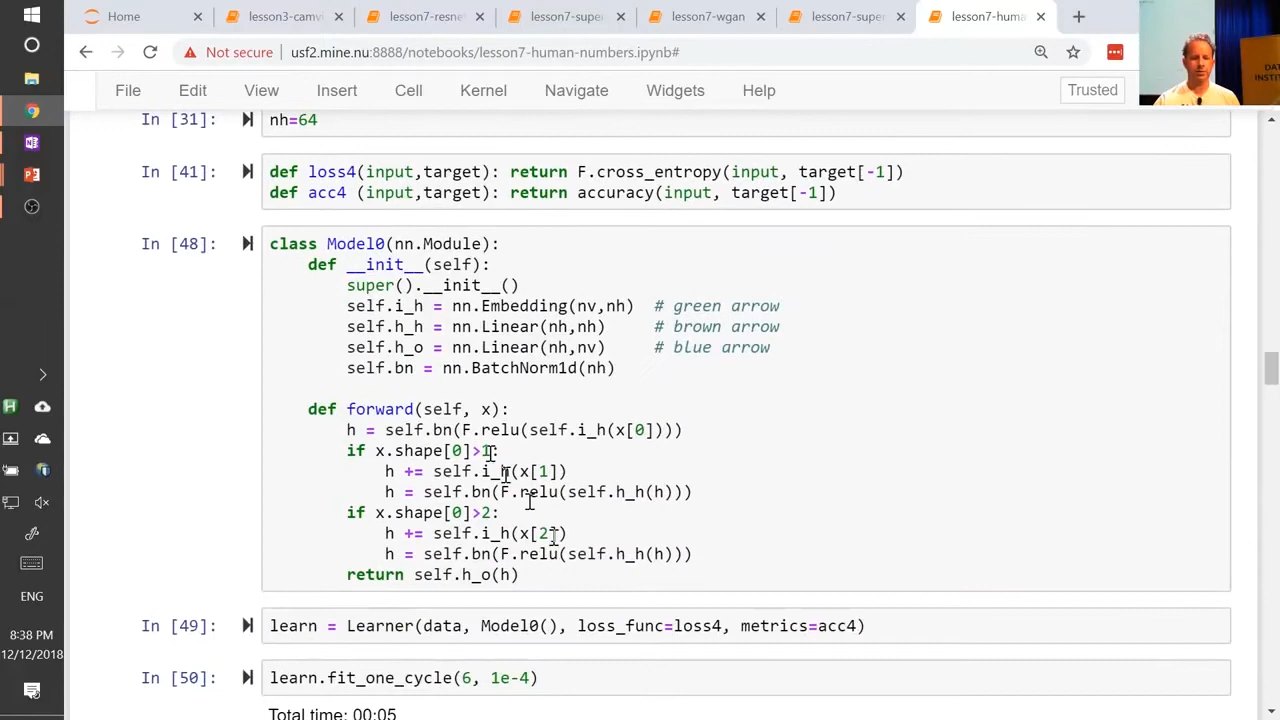 Home
lesson3-camvi
lesson7-resne
lesson7-super
lesson7-wgan
lesson7-super
lesson7-huma
Not secure
usf2.mine.nu:8888/notebooks/lesson7-human-numbers.ipynb#
File Edit View Insert Cell Kernel Navigate Widgets Help Trusted
In [31]: nh=64
In [41]: def loss4(input,target): return F.cross_entropy(input, target[-1])
def acc4 (input,target): return accuracy(input, target[-1])
In [48]: class Model0(nn.Module):
def __init__(self):
super().__init__()
self.i_h = nn.Embedding(nv,nh) # green arrow
self.h_h = nn.Linear(nh,nh) # brown arrow
self.h_o = nn.Linear(nh,nv) # blue arrow
self.bn = nn.BatchNorm1d(nh)
def forward(self, x):
h = self.bn(F.relu(self.i_h(x[0])))
if x.shape[0]>1:
h += self.i_h(x[1])
h = self.bn(F.relu(self.h_h(h)))
if x.shape[0]>2:
h += self.i_h(x[2])
h = self.bn(F.relu(self.h_h(h)))
return self.h_o(h)
In [49]: learn = Learner(data, Model0(), loss_func=loss4, metrics=acc4)
In [50]: learn.fit_one_cycle(6, 1e-4)
Total time: 00:05
ENG
8:38 PM
12/12/2018